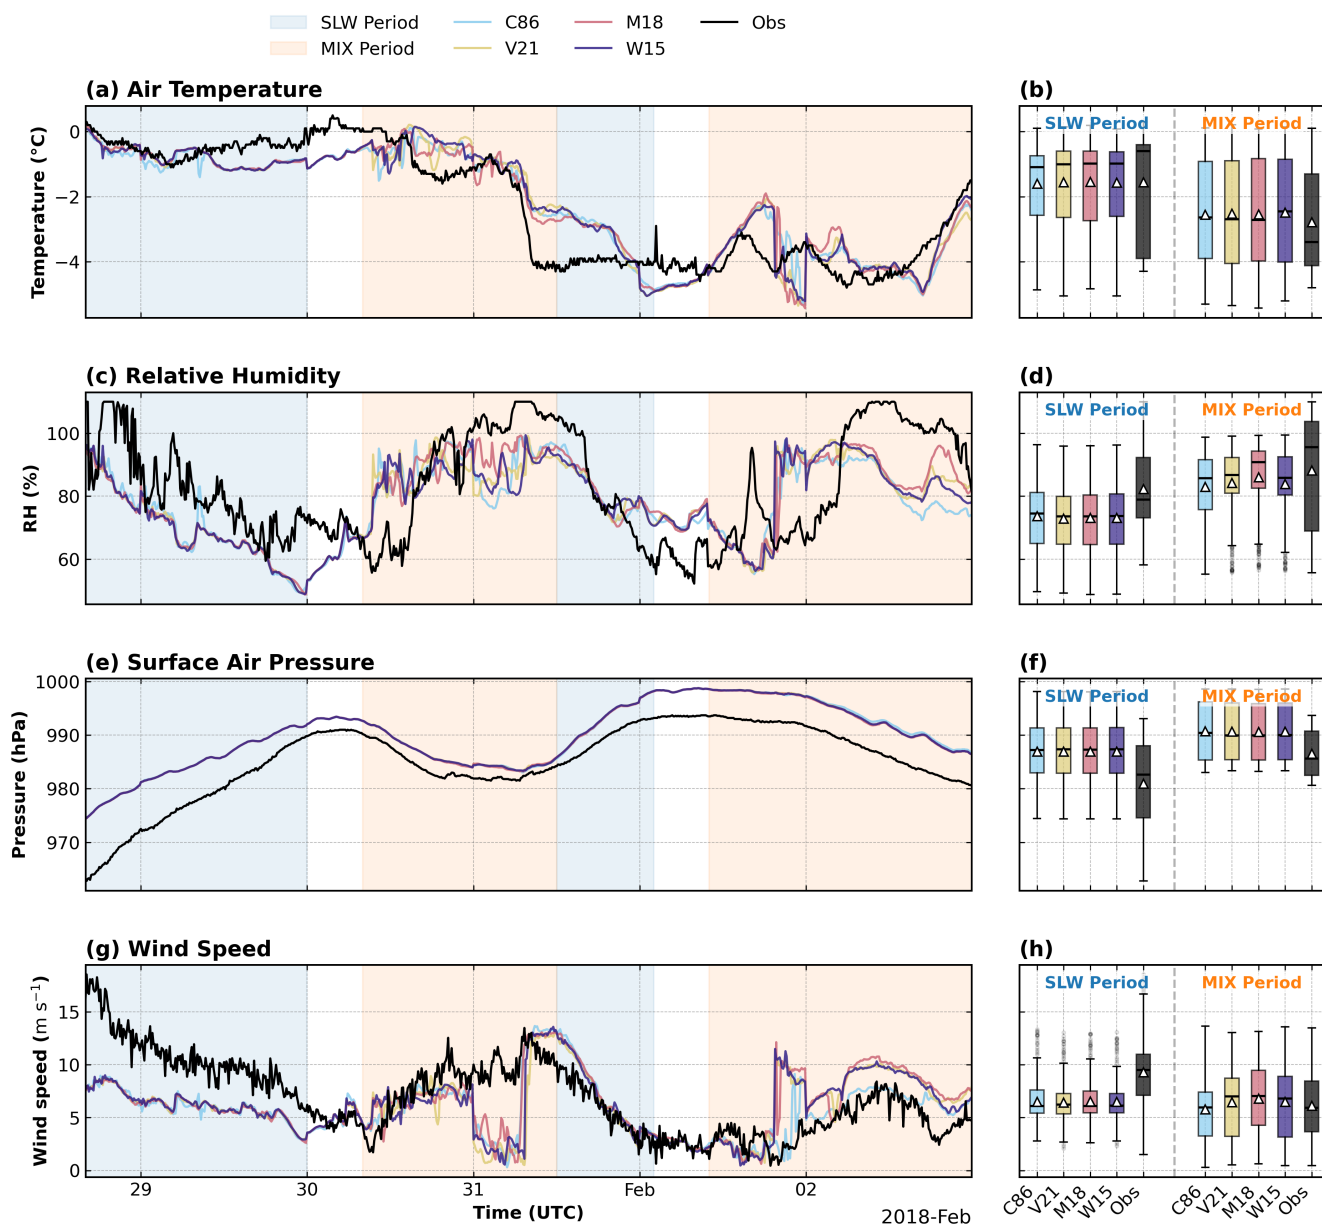 SLW Period C86 M18 Obs
MIX Period V21 W15
(a) Air Temperature (b)
0
−2
−4
Temperature (°C)
SLW Period MIX Period
(c) Relative Humidity (d)
100
80
60
RH (%)
SLW Period MIX Period
(e) Surface Air Pressure (f)
1000
990
980
970
Pressure (hPa)
SLW Period MIX Period
(g) Wind Speed (h)
15
10
5
0
Wind speed (m s⁻¹)
SLW Period MIX Period
29 30 31 Feb 02
C86 V21 M18 W15 Obs C86 V21 M18 W15 Obs
Time (UTC)
2018-Feb